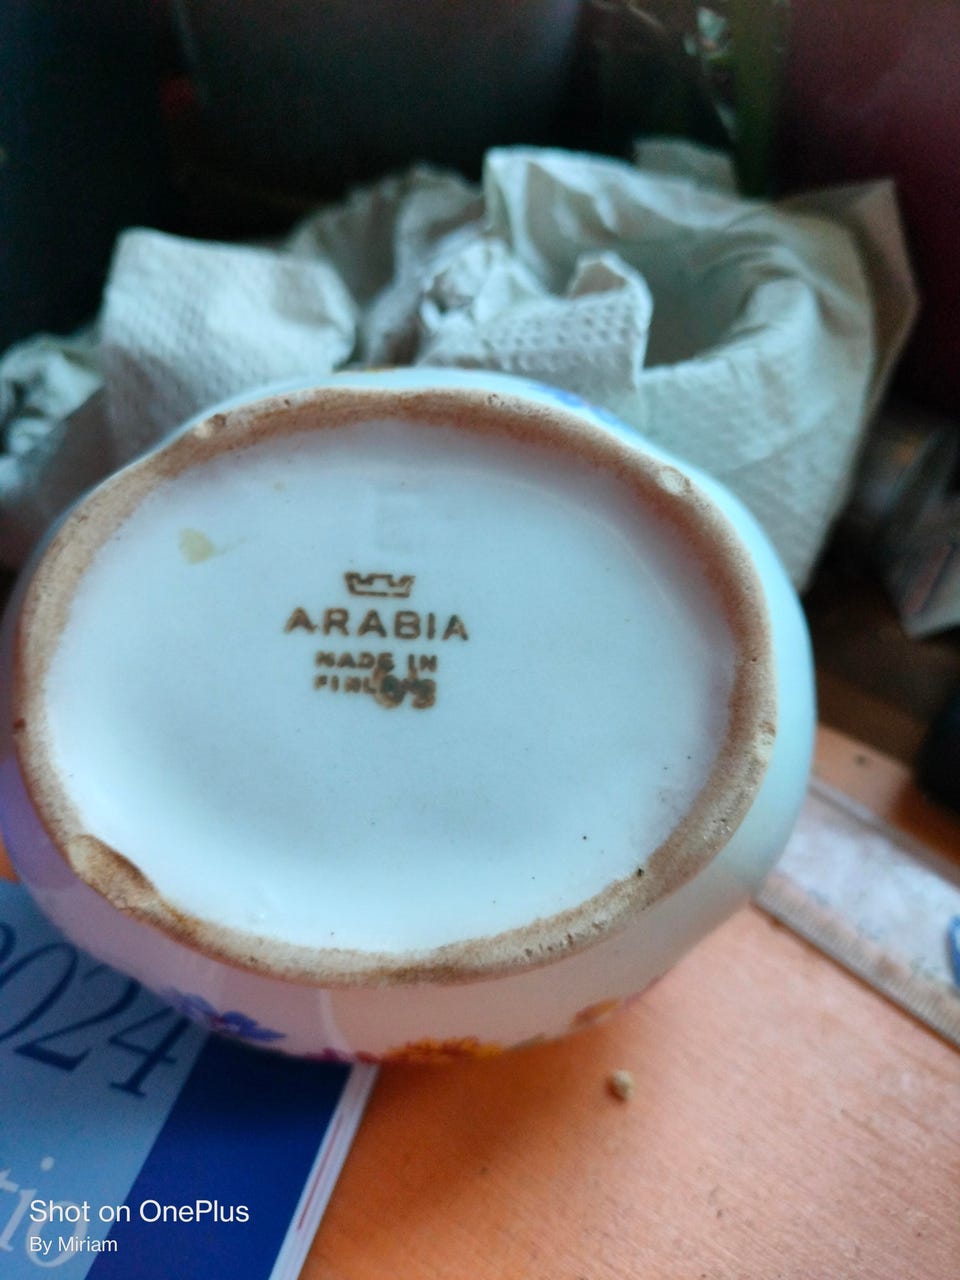 ARABIA
MADE IN
2024
Shot on OnePlus
By Miriam